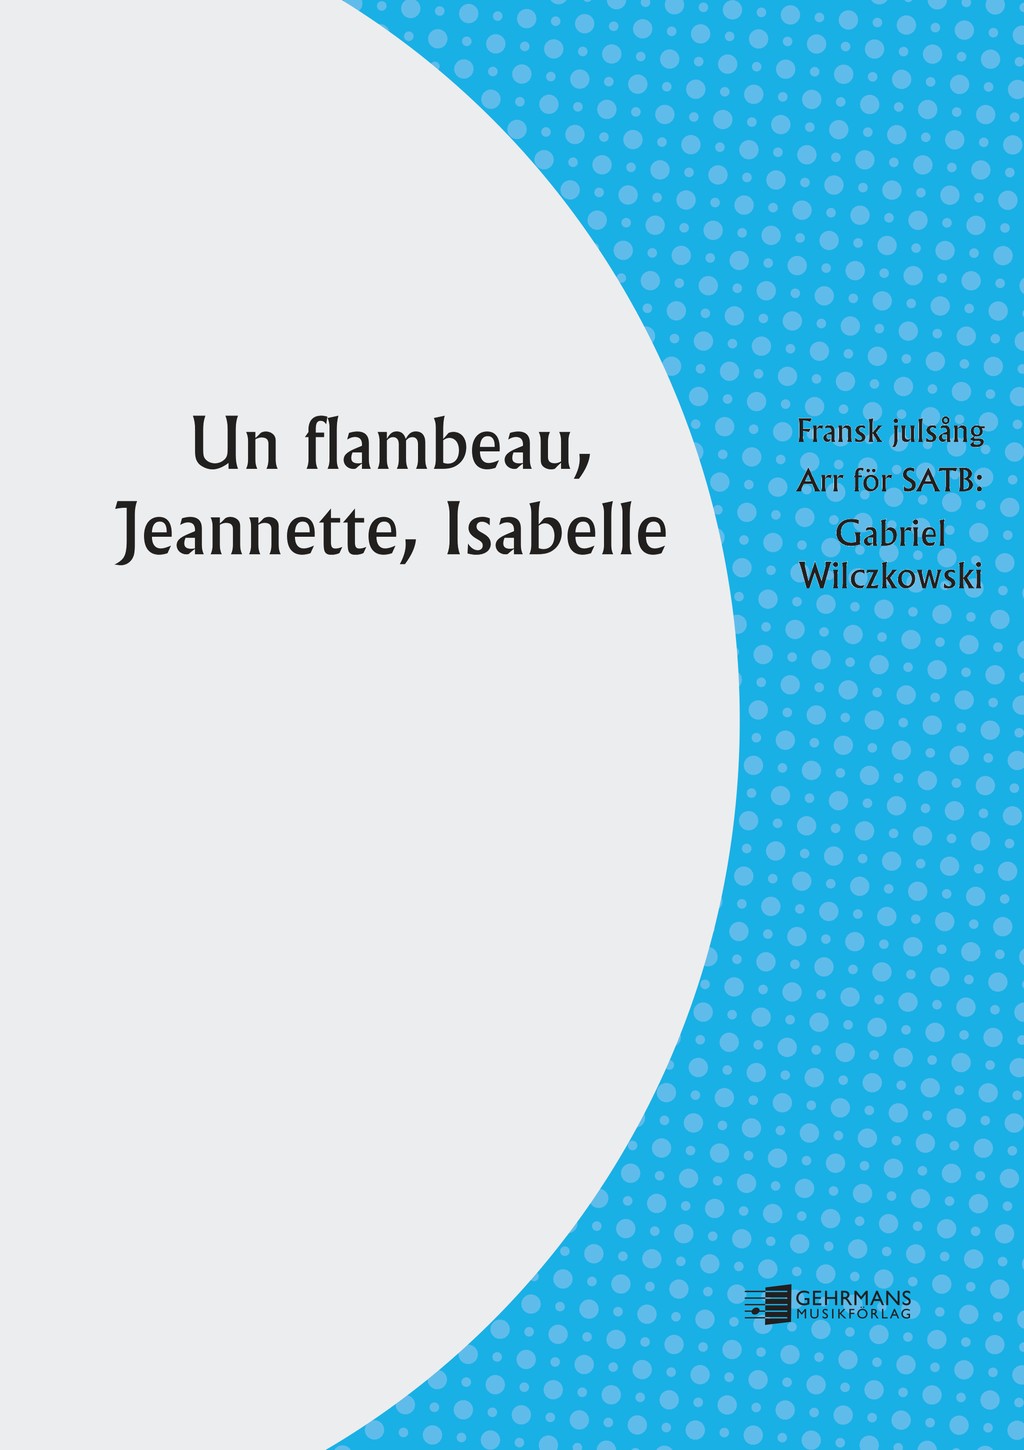 Un flambeau,
Jeannette, Isabelle
Fransk julsång
Arr för SATB:
Gabriel
Wilczkowski
GEHRMANS
MUSIKFÖRLAG